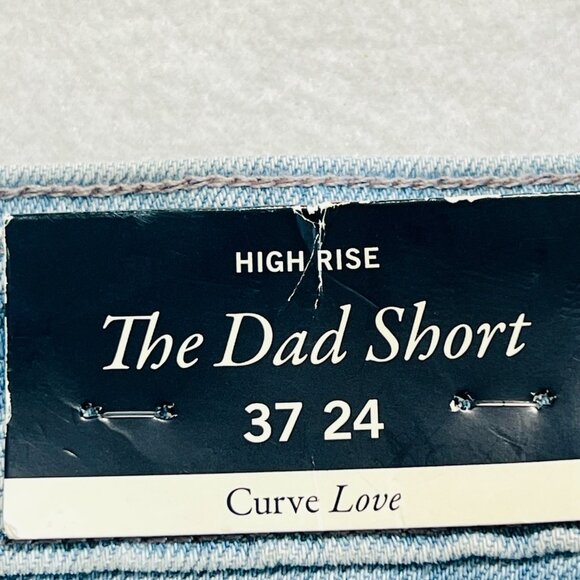 HIGH RISE
The Dad Short
37 24
Curve Love